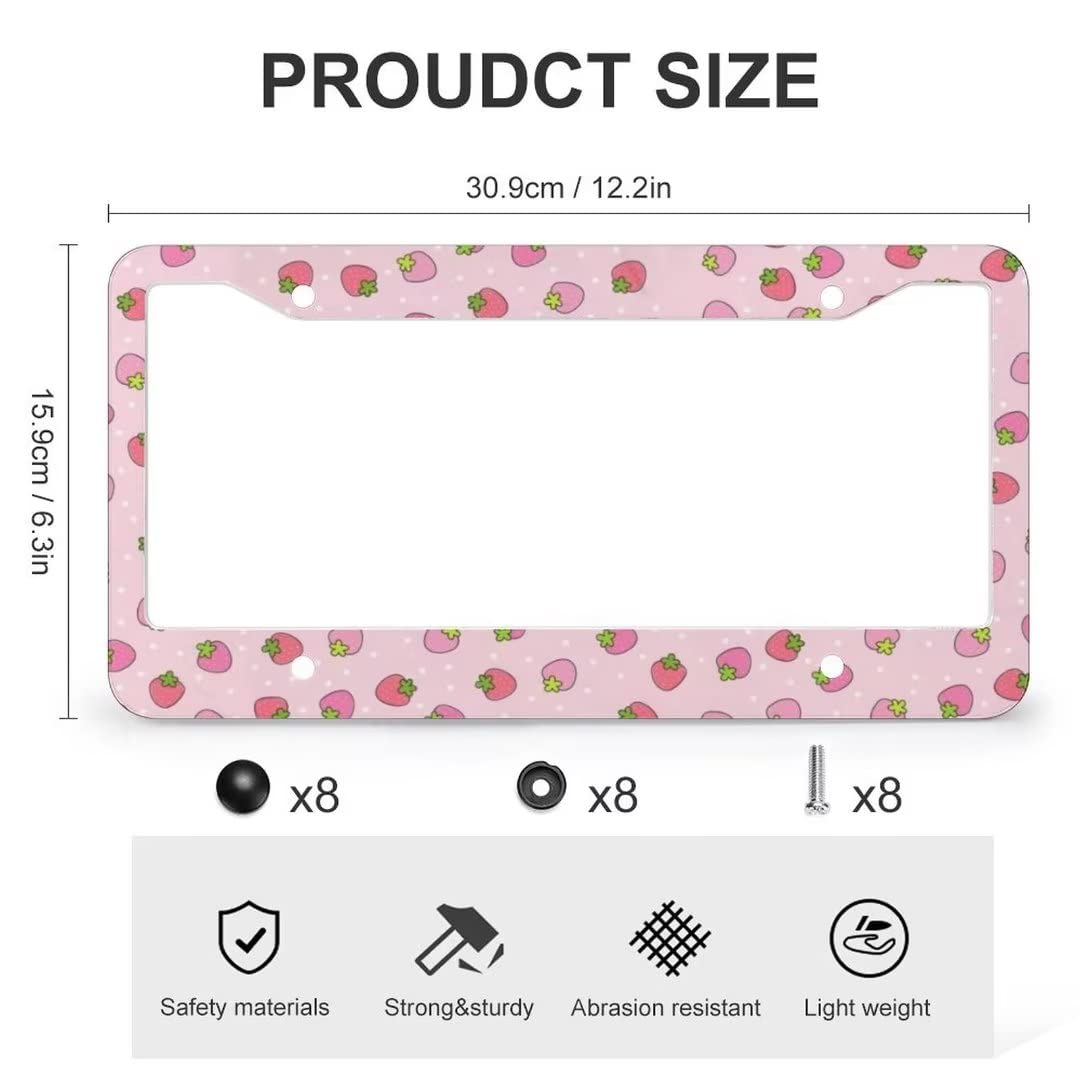 PROUDCT SIZE
30.9cm / 12.2in
15.9cm / 6.3in
x8
x8
x8
Safety materials
Strong&sturdy
Abrasion resistant
Light weight